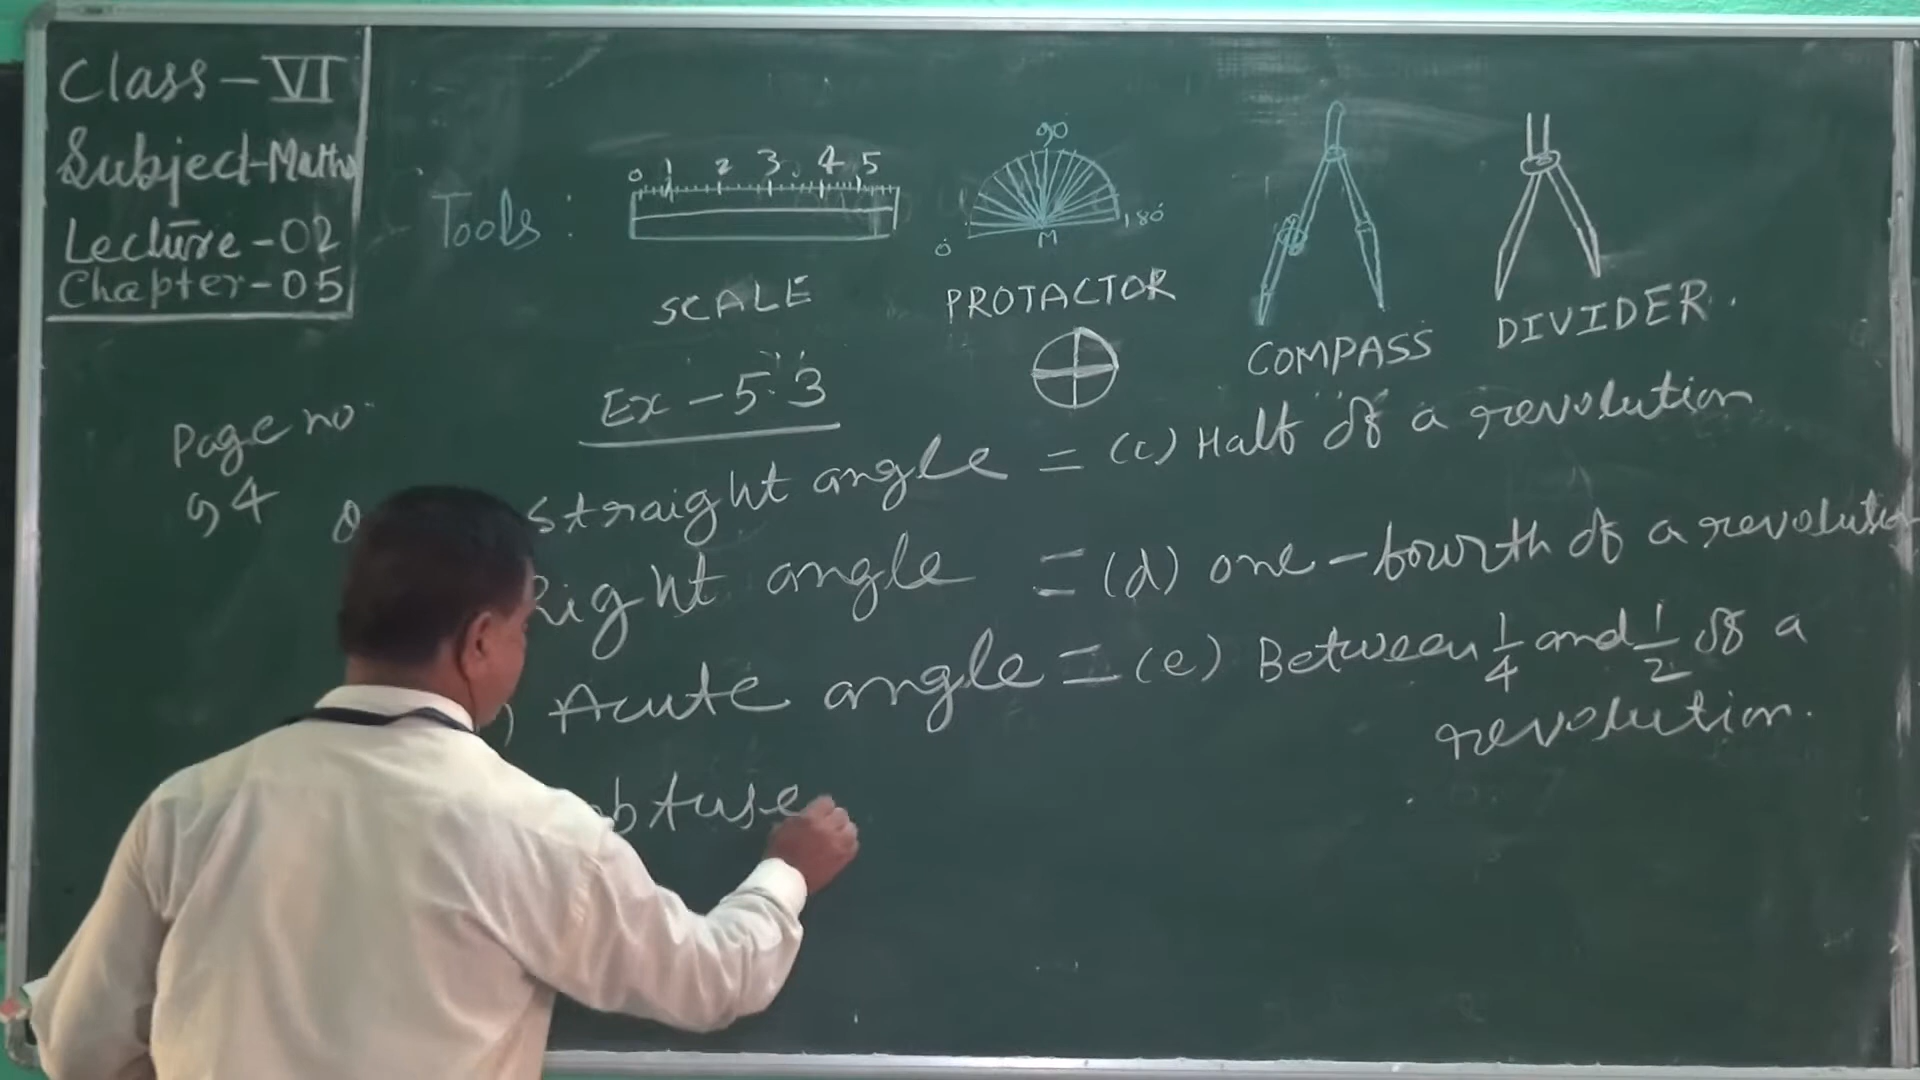 Class - VI
Subject - Maths
Lecture - 02
Chapter - 05
Tools :
0 1 2 3 4 5
SCALE
90
0 180
M
PROTACTOR
COMPASS
DIVIDER.
Ex - 5.3
Page no.
94
Straight angle = (c) Half of a revolution
Right angle = (d) one-fourth of a revolution
) Acute angle = (e) Between 1/4 and 1/2 of a
revolution.
obtuse